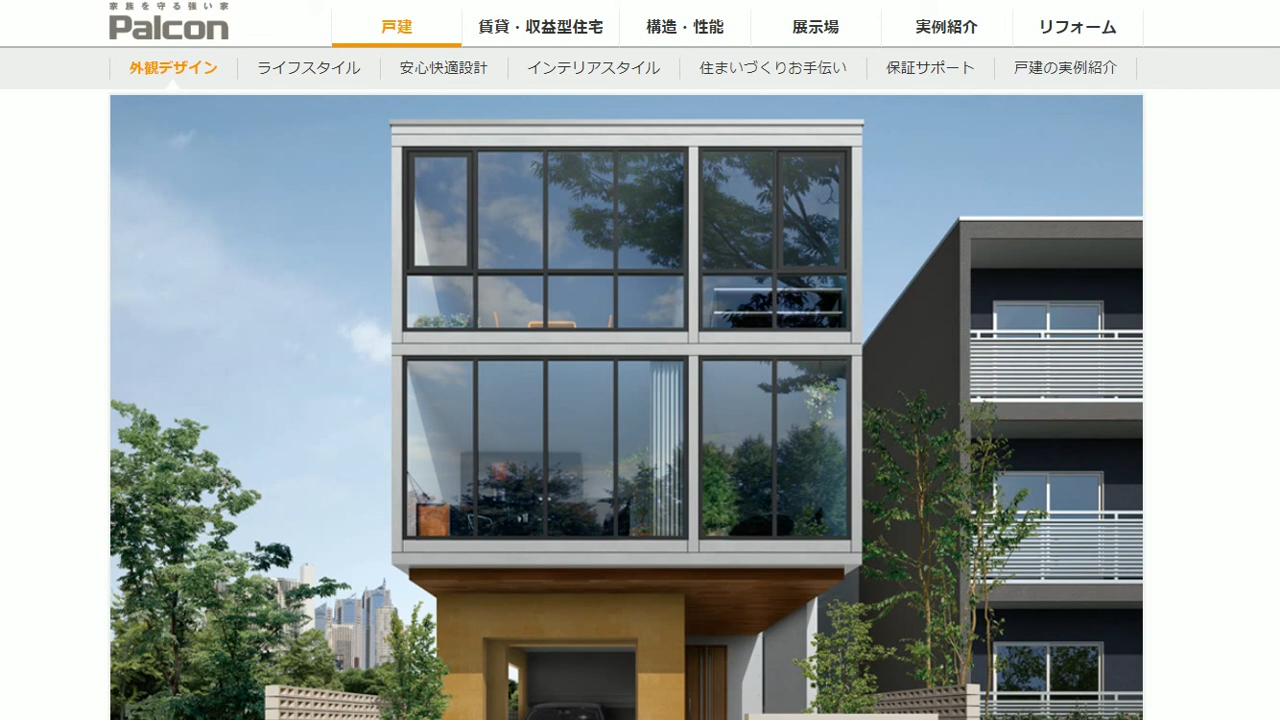 家族を守る強い家
Palcon
戸建
賃貸・収益型住宅
構造・性能
展示場
実例紹介
リフォーム
外観デザイン
ライフスタイル
安心快適設計
インテリアスタイル
住まいづくりお手伝い
保証サポート
戸建の実例紹介